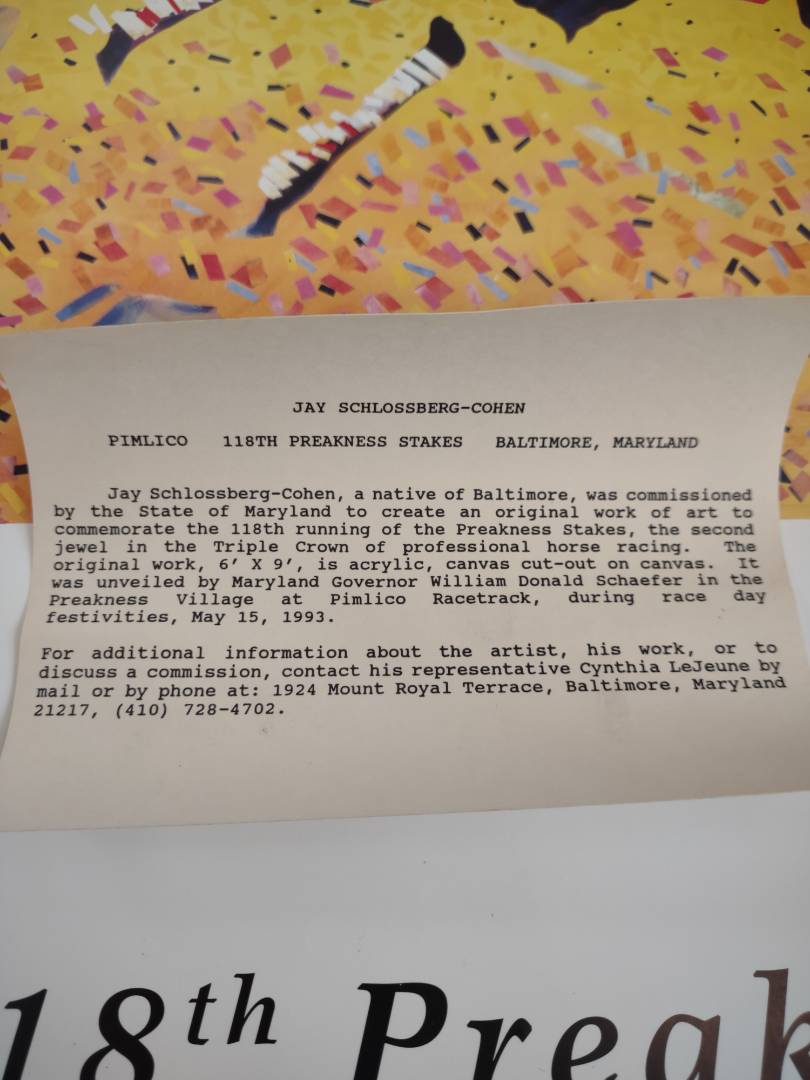 JAY SCHLOSSBERG-COHEN
PIMLICO 118TH PREAKNESS STAKES BALTIMORE, MARYLAND
Jay Schlossberg-Cohen, a native of Baltimore, was commissioned
by the State of Maryland to create an original work of art to
commemorate the 118th running of the Preakness Stakes, the second
jewel in the Triple Crown of professional horse racing. The
original work, 6' X 9', is acrylic, canvas cut-out on canvas. It
was unveiled by Maryland Governor William Donald Schaefer in the
Preakness Village at Pimlico Racetrack, during race day
festivities, May 15, 1993.
For additional information about the artist, his work, or to
discuss a commission, contact his representative Cynthia LeJeune by
mail or by phone at: 1924 Mount Royal Terrace, Baltimore, Maryland
21217, (410) 728-4702.
18th Preak